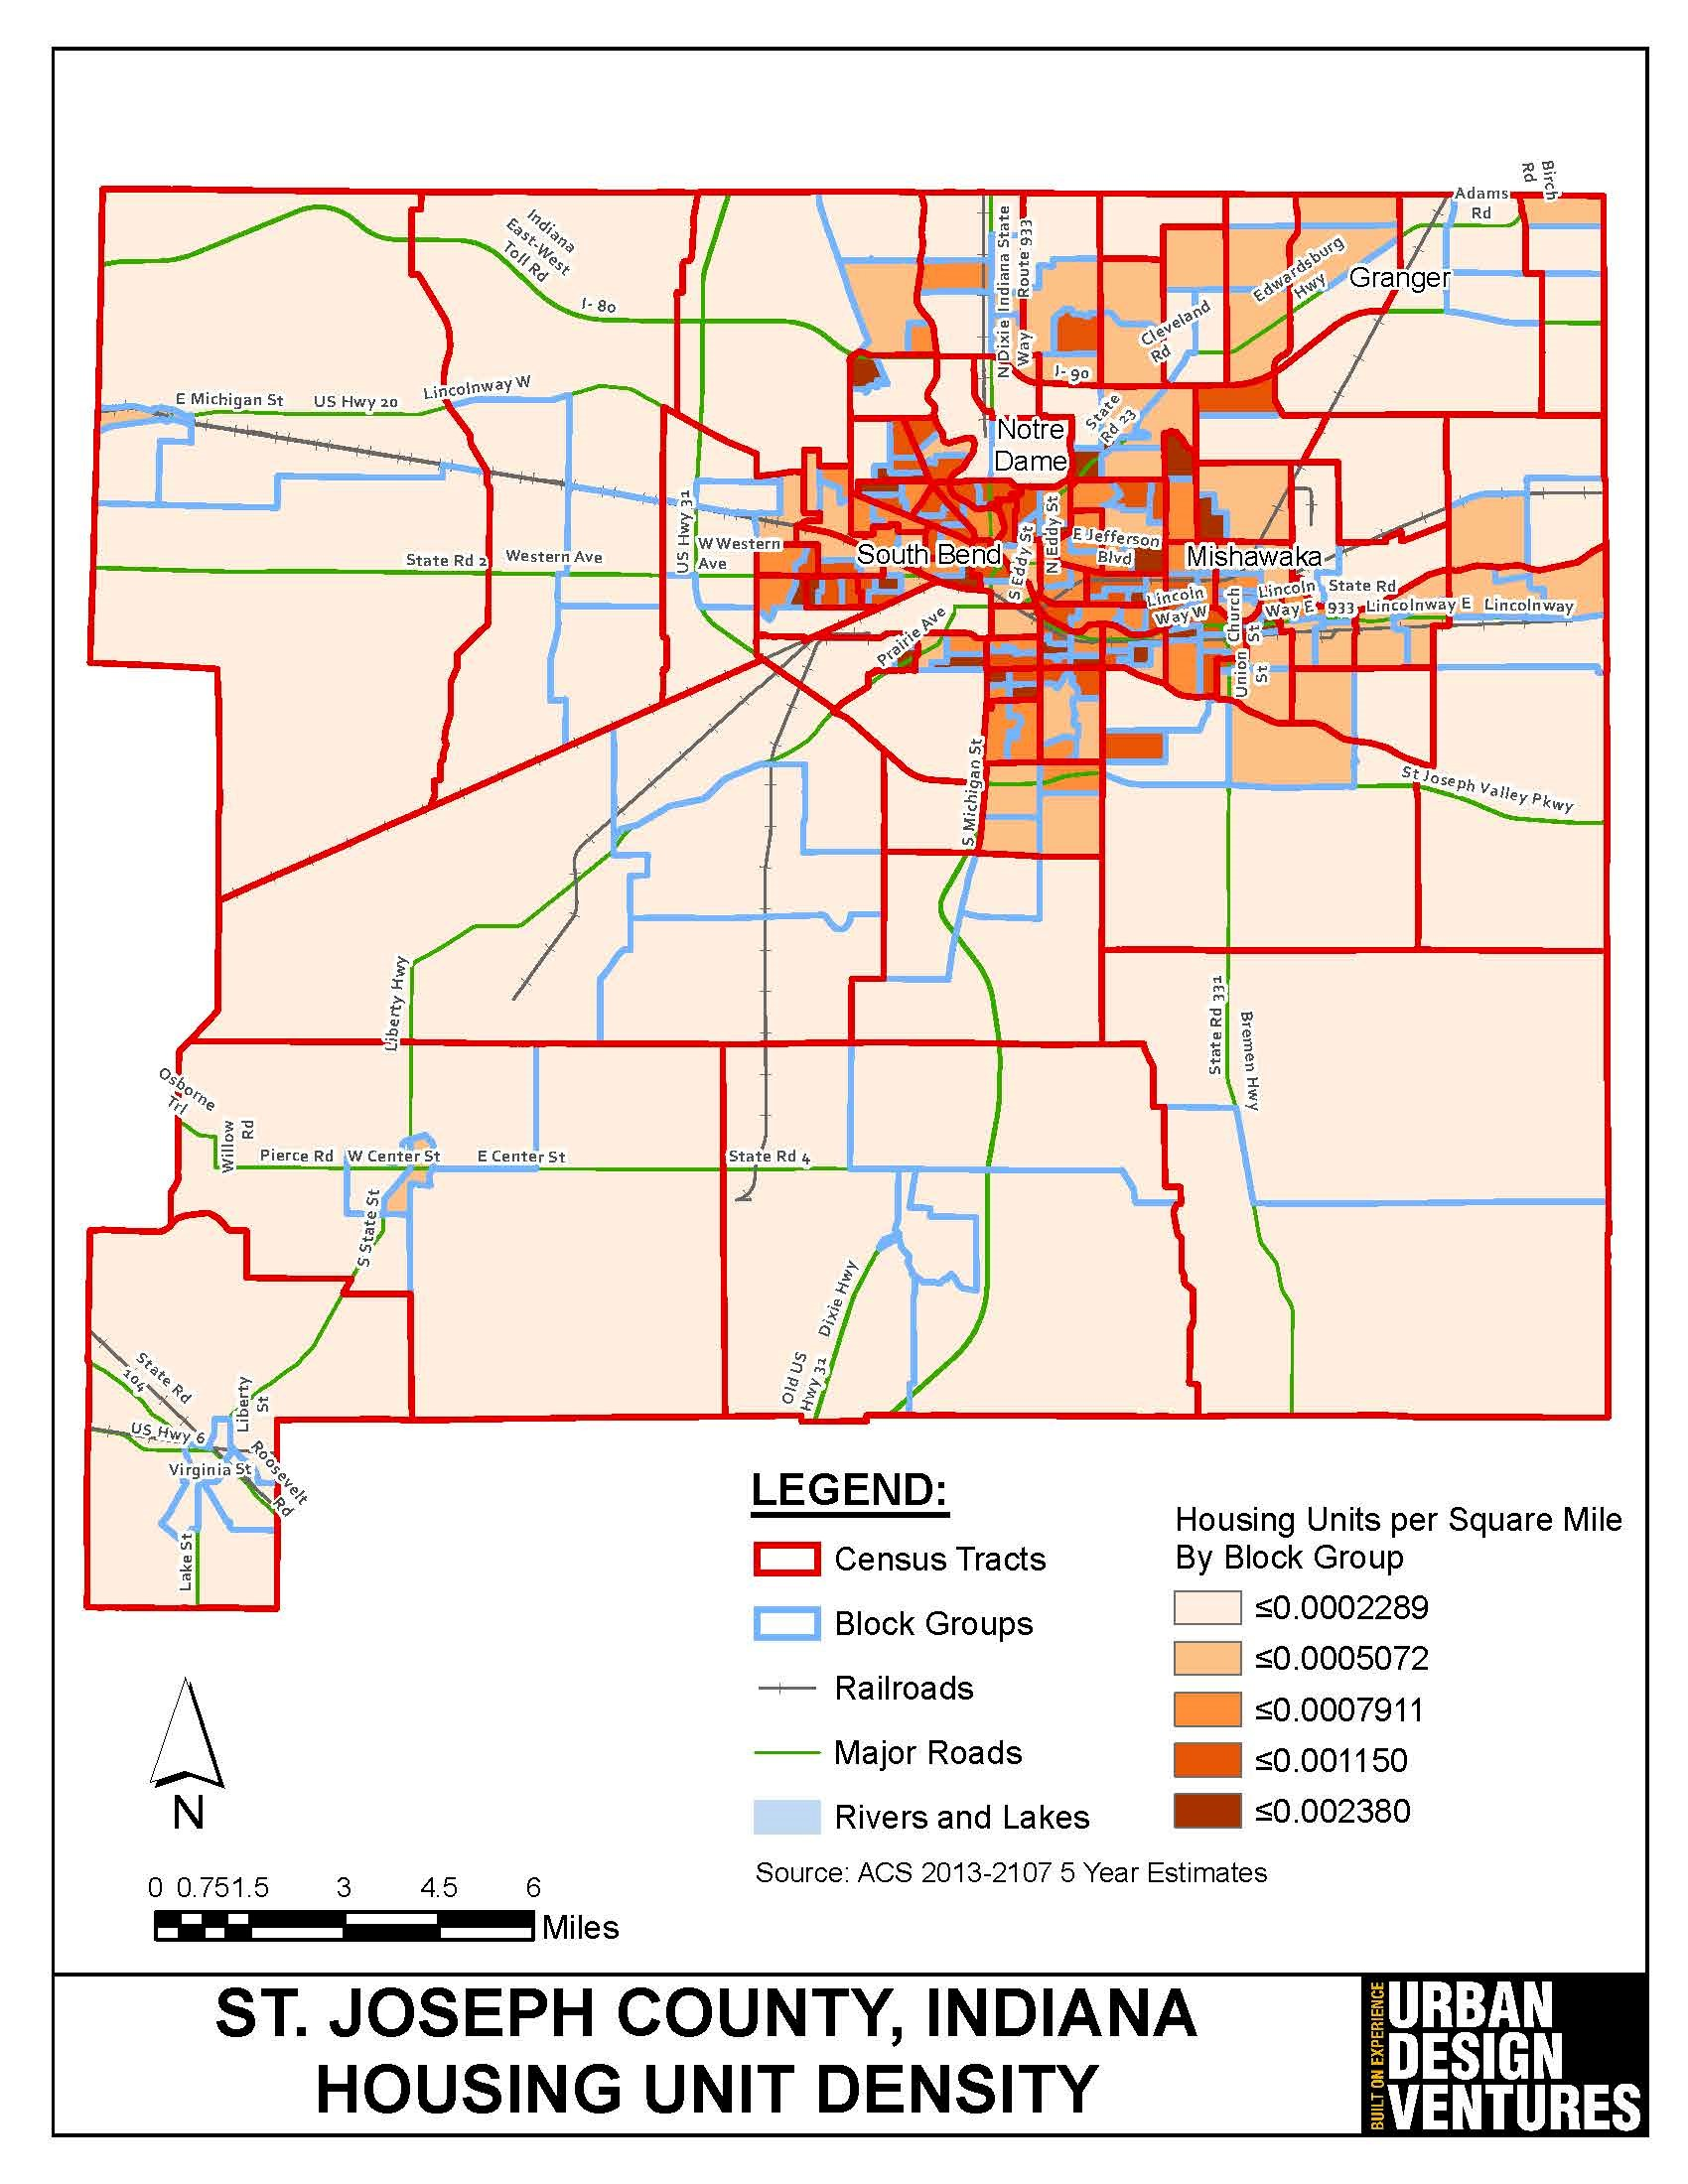 Birch
Rd
Adams
Rd
Indiana
East-West
Toll Rd
I- 80
N Dixie Indiana State
Way Route 933
Edwardsburg
Hwy
Granger
Cleveland
Rd
I- 90
E Michigan St
US Hwy 20
Lincolnway W
State
Rd 23
Notre
Dame
US Hwy 31
W Western
Ave
State Rd 2
Western Ave
South Bend
S Eddy St
N Eddy St
E Jefferson
Blvd
Mishawaka
Lincoln
Way W
Church
St
Union
St
Lincoln
Way E
State Rd
933
Lincolnway E
Lincolnway
Prairie Ave
S Michigan St
St Joseph Valley Pkwy
Liberty Hwy
State Rd 331
Bremen Hwy
Osborne
Trl
Willow
Rd
Pierce Rd
W Center St
E Center St
State Rd 4
S State St
Dixie Hwy
Old US
Hwy 31
State Rd
104
Liberty
St
US Hwy 6
Roosevelt
Rd
Virginia St
Lake St
LEGEND:
Census Tracts
Block Groups
Railroads
Major Roads
Rivers and Lakes
Housing Units per Square Mile
By Block Group
≤0.0002289
≤0.0005072
≤0.0007911
≤0.001150
≤0.002380
Source: ACS 2013-2107 5 Year Estimates
N
0 0.75 1.5 3 4.5 6
Miles
ST. JOSEPH COUNTY, INDIANA
HOUSING UNIT DENSITY
BUILT ON EXPERIENCE
URBAN
DESIGN
VENTURES